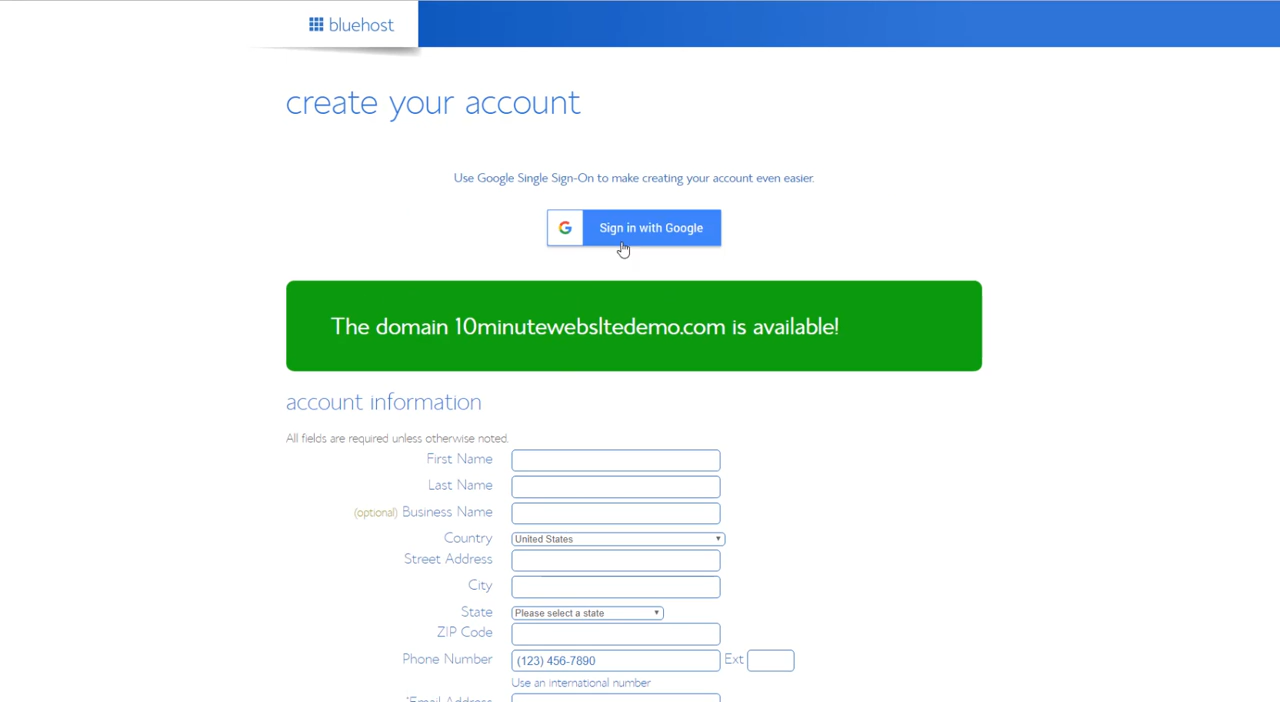 bluehost
create your account
Use Google Single Sign-On to make creating your account even easier.
Sign in with Google
The domain 10minutewebsltedemo.com is available!
account information
All fields are required unless otherwise noted.
First Name
Last Name
(optional) Business Name
Country United States
Street Address
City
State Please select a state
ZIP Code
Phone Number (123) 456-7890 Ext
Use an international number
*Email Address